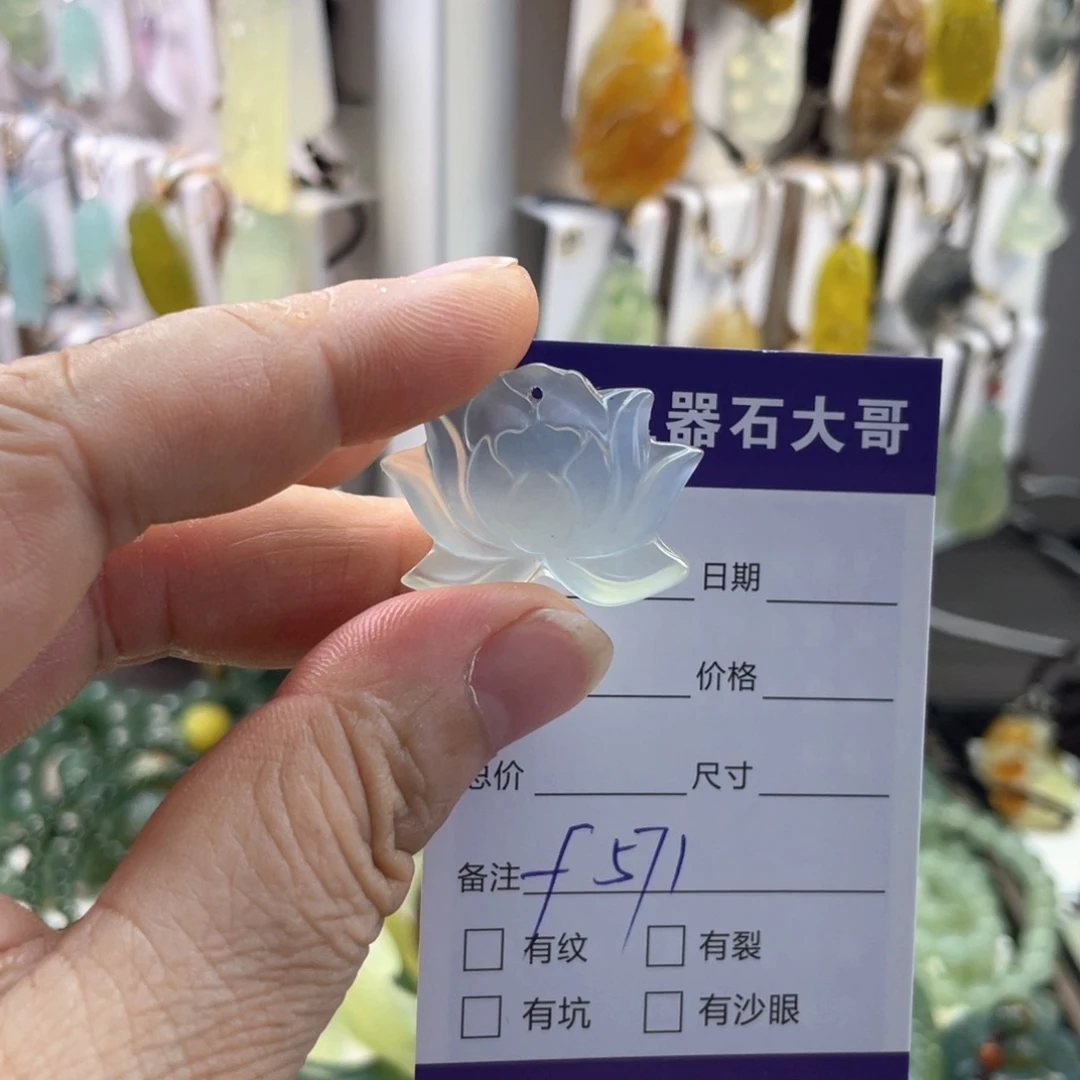 器石大哥
日期
价格
总价 尺寸
备注 f571
有纹 有裂
有坑 有沙眼